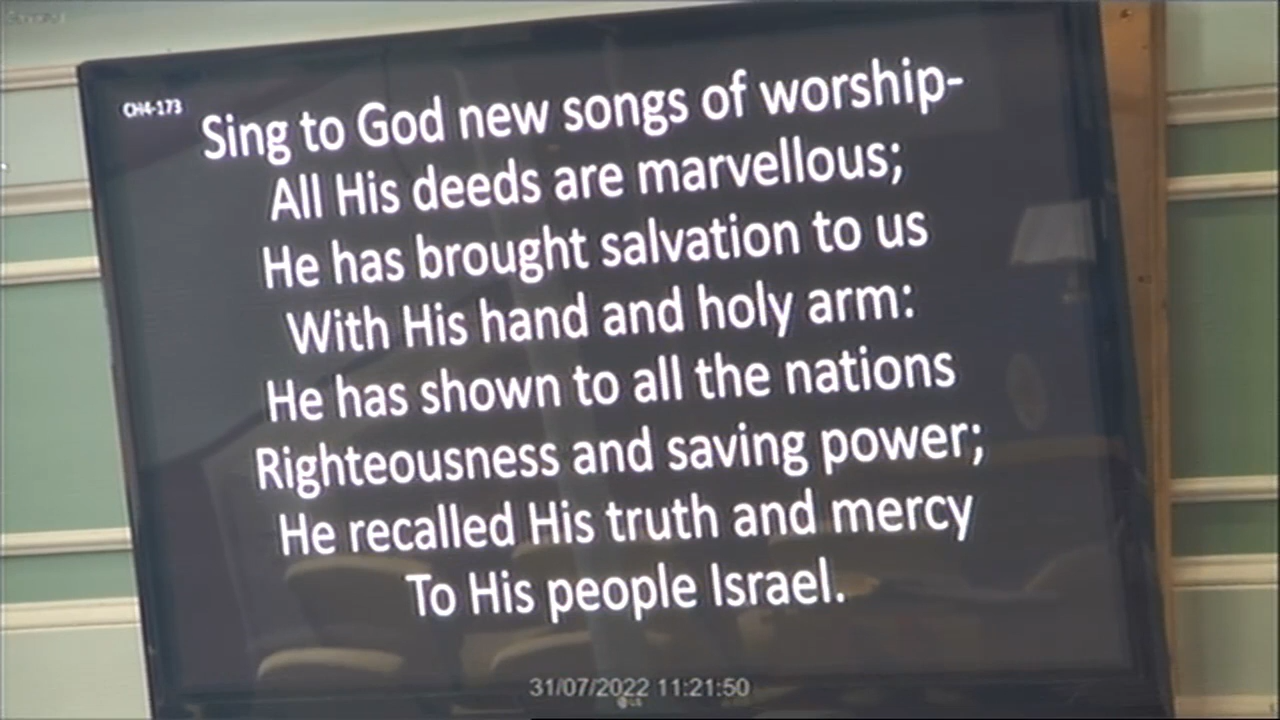 CH4-173
Sing to God new songs of worship-
All His deeds are marvellous;
He has brought salvation to us
With His hand and holy arm:
He has shown to all the nations
Righteousness and saving power;
He recalled His truth and mercy
To His people Israel.
31/07/2022 11:21:50
LG